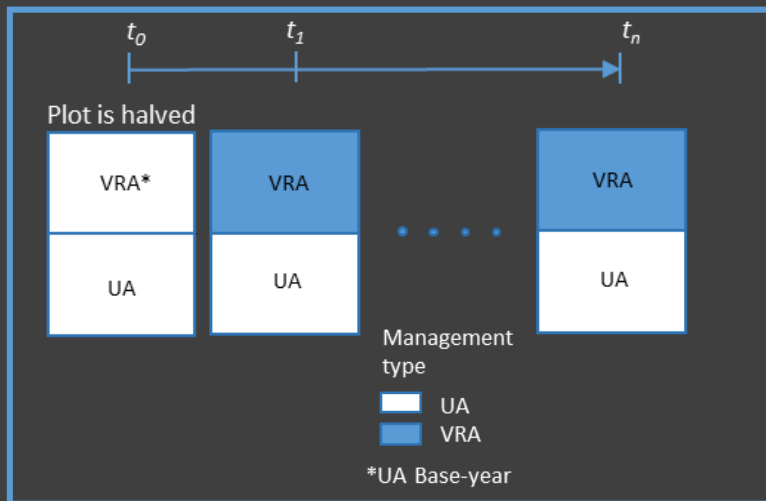 t0 t1 tn
Plot is halved
VRA* VRA VRA
UA UA UA
Management
type
UA
VRA
*UA Base-year